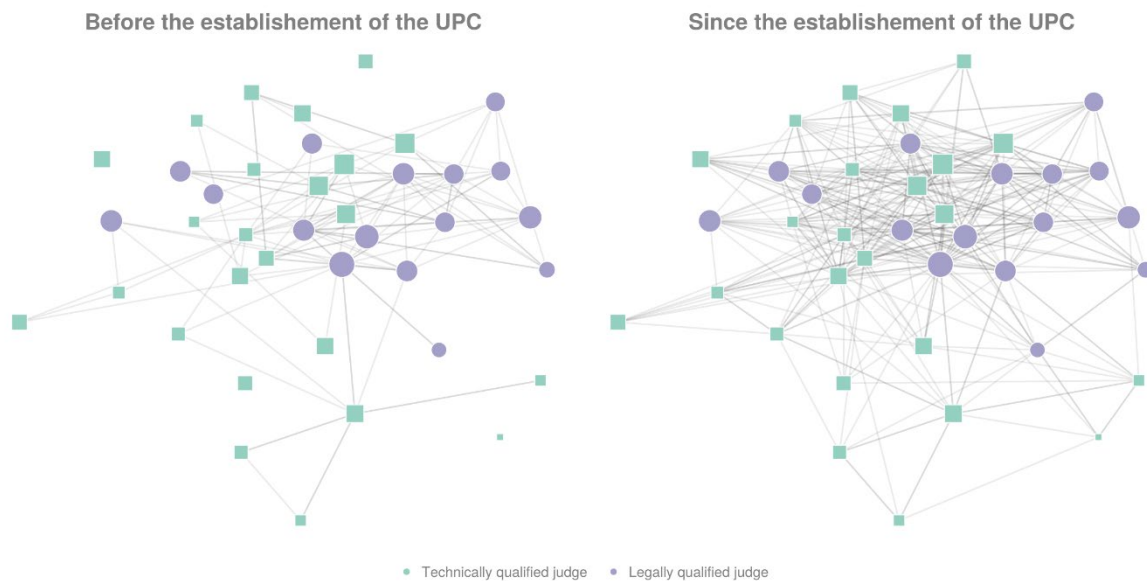 Before the establishement of the UPC
Since the establishement of the UPC
Technically qualified judge
Legally qualified judge